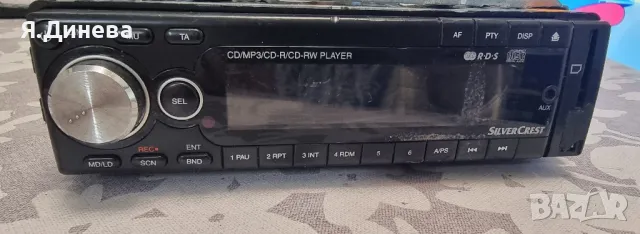 Я.Динева
TA
AF
PTY
DISP
CD/MP3/CD-R/CD-RW PLAYER
R·D·S
SEL
AUX
SILVERCREST
REC
ENT
MD/LD
SCN
BND
1 PAU
2 RPT
3 INT
4 RDM
5
6
A/PS
BAZAR